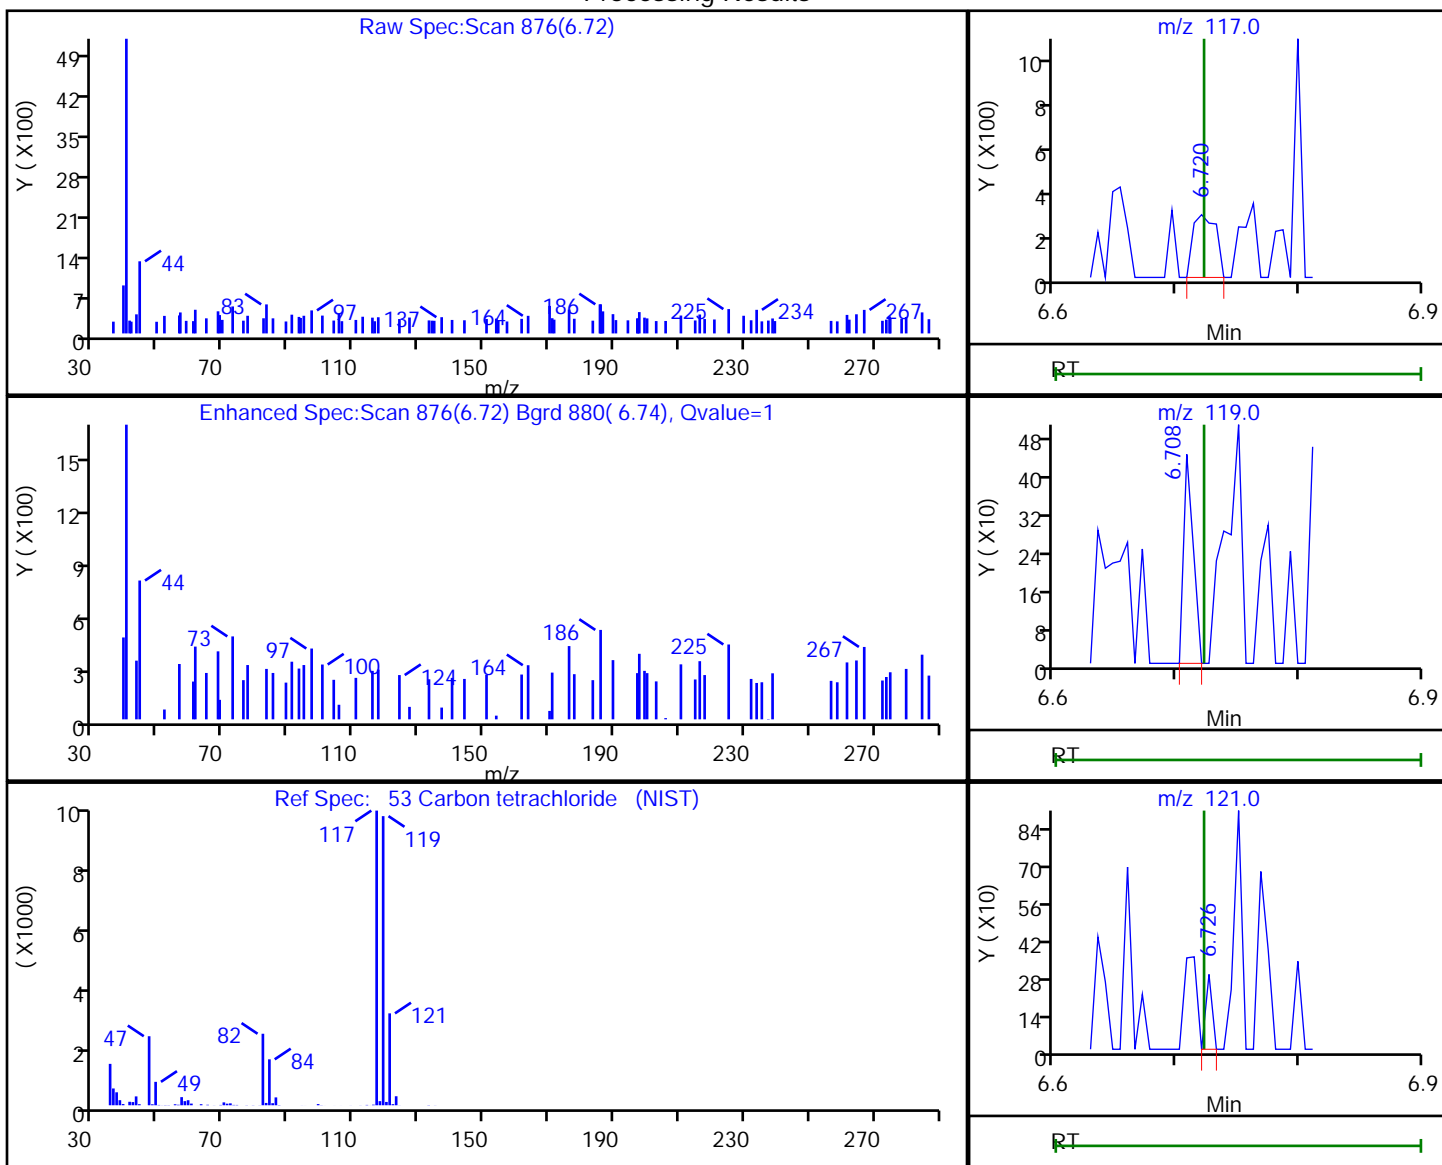 Processing Results
Raw Spec:Scan 876(6.72)
Y ( X100)
49
42
35
28
21
14
7
0
44
83
97
137
164
186
225
234
267
30 70 110 150 190 230 270
m/z
m/z 117.0
Y ( X100)
10
8
6
4
2
0
6.720
6.6 6.9
Min
RT
Enhanced Spec:Scan 876(6.72) Bgrd 880( 6.74), Qvalue=1
Y ( X100)
15
12
9
6
3
0
44
73
97
100
124
164
186
225
267
30 70 110 150 190 230 270
m/z
m/z 119.0
Y ( X10)
48
40
32
24
16
8
0
6.708
6.6 6.9
Min
RT
Ref Spec: 53 Carbon tetrachloride (NIST)
( X1000)
10
8
6
4
2
0
47
49
82
84
117
119
121
30 70 110 150 190 230 270
m/z 121.0
Y ( X10)
84
70
56
42
28
14
0
6.726
6.6 6.9
Min
RT